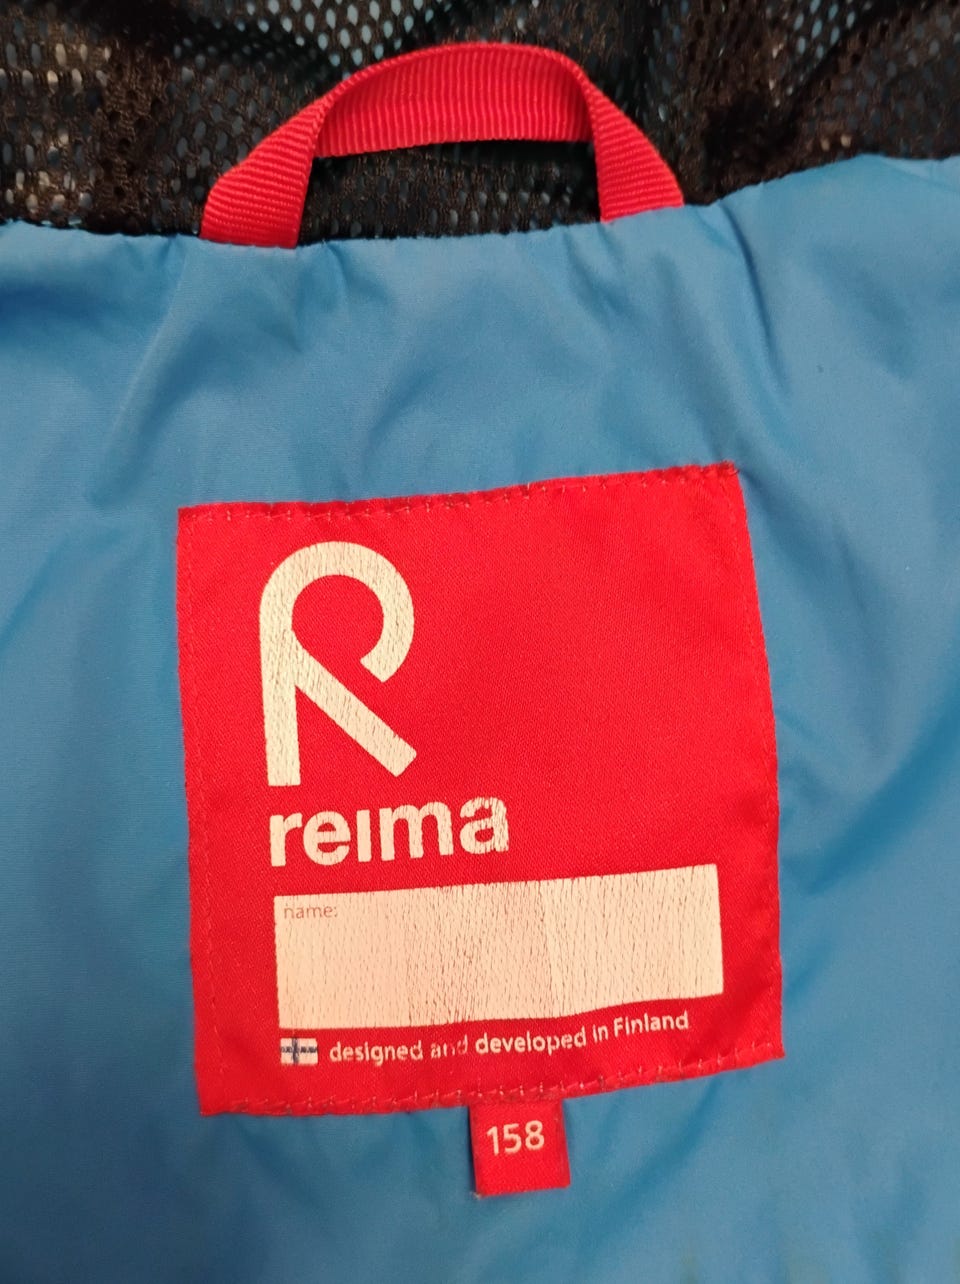 reima
name:
designed and developed in Finland
158